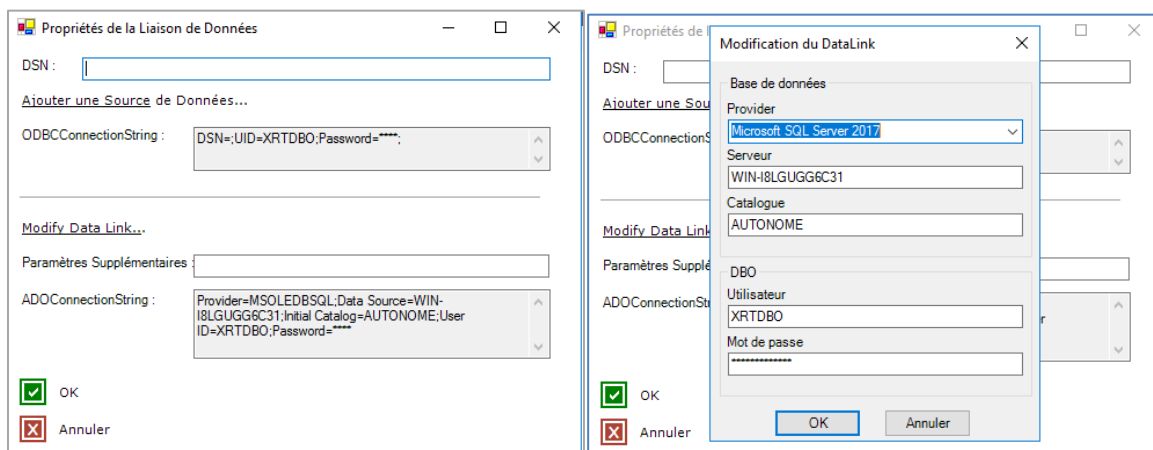 Propriétés de la Liaison de Données
DSN :
Ajouter une Source de Données...
ODBCConnectionString :
DSN=;UID=XRTDBO;Password=****;
Modify Data Link...
Paramètres Supplémentaires :
ADOConnectionString :
Provider=MSOLEDBSQL;Data Source=WIN-
I8LGUGG6C31;Initial Catalog=AUTONOME;User
ID=XRTDBO;Password=****
OK
Annuler
Propriétés de l
DSN :
Ajouter une Sou
ODBCConnectionS
Modify Data Link
Paramètres Supplé
ADOConnectionStr
r
OK
Annuler
Modification du DataLink
Base de données
Provider
Microsoft SQL Server 2017
Serveur
WIN-I8LGUGG6C31
Catalogue
AUTONOME
DBO
Utilisateur
XRTDBO
Mot de passe
*************
OK
Annuler